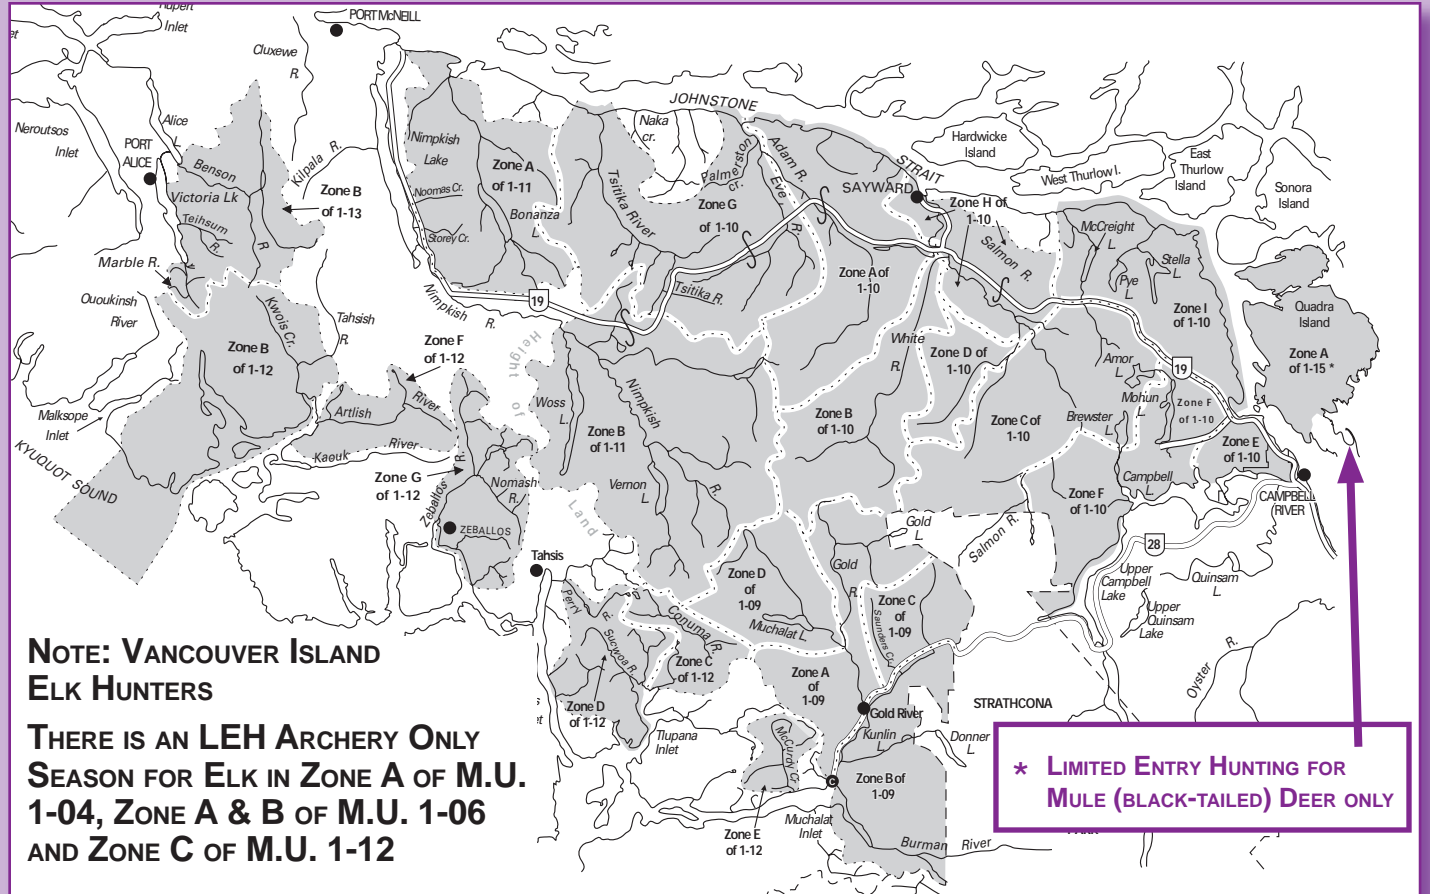 Rupert
Inlet
et
PORT McNEILL
Cluxewe
R.
JOHNSTONE
STRAIT
Naka
cr.
Hardwicke
Island
West Thurlow I.
East
Thurlow
Island
Sonora
Island
Neroutsos
Inlet
Alice
L.
PORT
ALICE
Benson
Victoria Lk
Teihsum
R.
R.
Kilpala R.
Zone B
of 1-13
Nimpkish
Lake
Noomas Cr.
Storey Cr.
Zone A
of 1-11
Bonanza
L.
Tsitika River
Palmerston
cr.
Adam R.
Eve
R.
Zone G
of 1-10
SAYWARD
Zone H of
1-10
Salmon R.
McCreight
L.
Pye
L.
Stella
L.
Zone I
of 1-10
Quadra
Island
Zone A
of 1-15 *
Marble R.
Ououkinsh
River
Kwois Cr.
Tahsish
R.
Nimpkish
R.
19
Tsitika R.
Zone A of
1-10
Zone F
of 1-12
Zone B
of 1-12
Height of
Land
White
R.
Zone D of
1-10
Amor
L.
19
Mohun
L.
Zone F
of 1-10
Malksope
Inlet
KYUQUOT SOUND
Artlish
River
Kaouk
River
Woss
L.
Nimpkish
R.
Zone B
of 1-11
Zone B
of 1-10
Zone C of
1-10
Brewster
L.
Zone E
of 1-10
Zone G
of 1-12
Zeballos
R.
Nomash
R.
Vernon
L.
Campbell
L.
Zone F
of 1-10
CAMPBELL
RIVER
ZEBALLOS
Tahsis
Gold
L.
Salmon R.
28
Gold
R.
Zone D
of
1-09
Zone C
of
1-09
Saunders Cr.
Upper
Campbell
Lake
Quinsam
L.
Upper
Quinsam
Lake
Perry
R.
Sucwoa R.
Conuma R.
Muchalat L.
Zone C
of 1-12
Zone A
of
1-09
Oyster
R.
STRATHCONA
Zone D
of 1-12
Tlupana
Inlet
Gold River
Kunlin
L.
Donner
L.
McCurdy Cr.
C
Zone B of
1-09
Zone E
of 1-12
Muchalat
Inlet
Burman River
NOTE: VANCOUVER ISLAND
ELK HUNTERS
THERE IS AN LEH ARCHERY ONLY
SEASON FOR ELK IN ZONE A OF M.U.
1-04, ZONE A & B OF M.U. 1-06
AND ZONE C OF M.U. 1-12
* LIMITED ENTRY HUNTING FOR
MULE (BLACK-TAILED) DEER ONLY